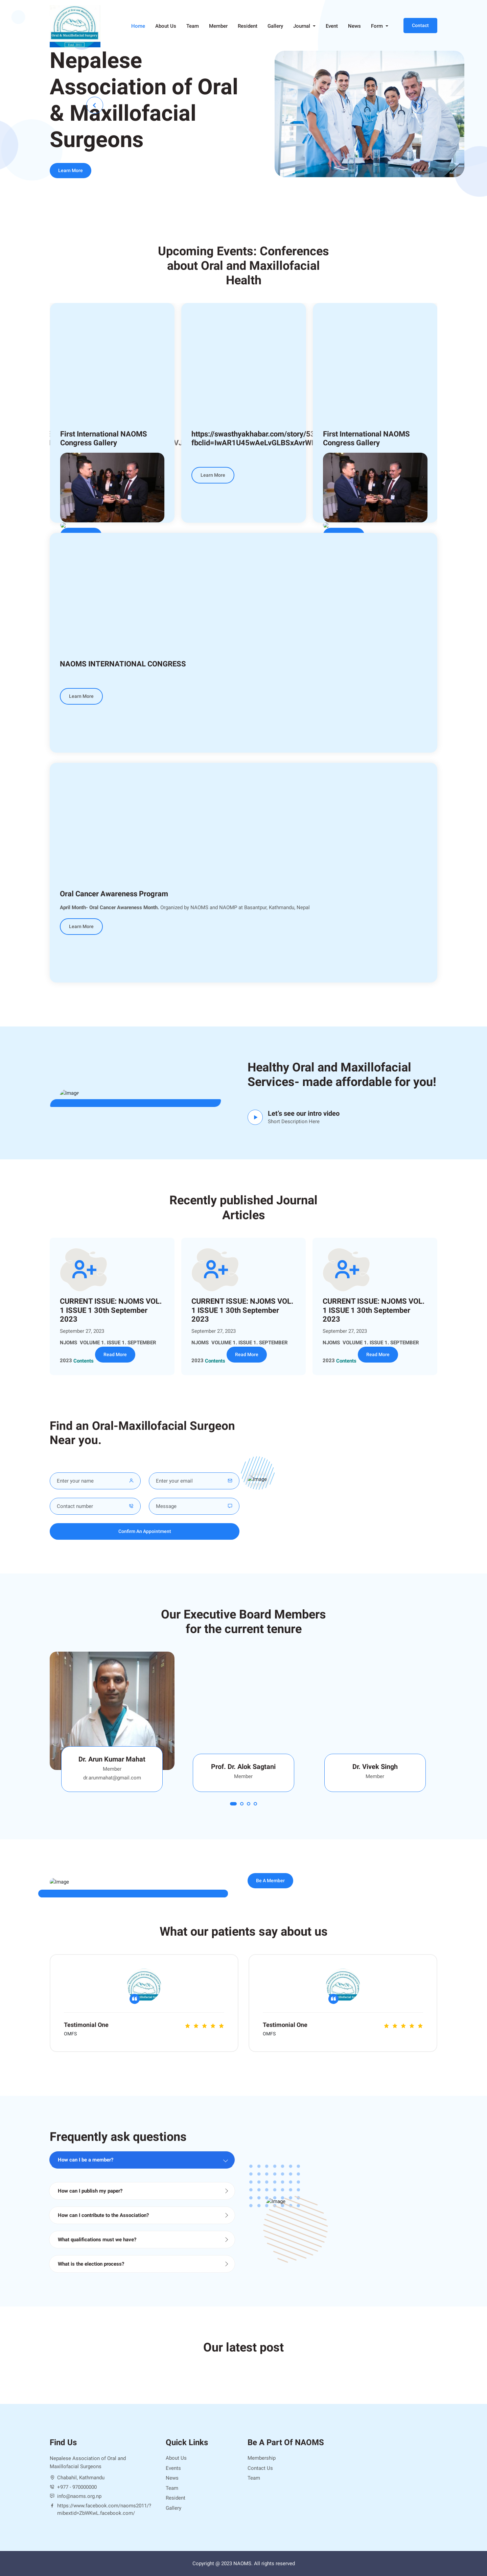 Oral & Maxillofacial Surgery
Home
About Us
Team
Member
Resident
Gallery
Journal
Event
News
Form
Contact
Nepalese
Association of Oral
& Maxillofacial
Surgeons
Learn More
Upcoming Events: Conferences
about Oral and Maxillofacial
Health
First International NAOMS
Congress Gallery
https://swasthyakhabar.com/story/53
fbclid=IwAR1U45wAeLvGLBSxAvrW
Learn More
First International NAOMS
Congress Gallery
NAOMS INTERNATIONAL CONGRESS
Learn More
Oral Cancer Awareness Program
April Month- Oral Cancer Awareness Month. Organized by NAOMS and NAOMP at Basantpur, Kathmandu, Nepal
Learn More
Image
Healthy Oral and Maxillofacial
Services- made affordable for you!
Let's see our intro video
Short Description Here
Recently published Journal
Articles
CURRENT ISSUE: NJOMS VOL.
1 ISSUE 1 30th September
2023
September 27, 2023
NJOMS VOLUME 1. ISSUE 1. SEPTEMBER
2023 Contents
Read More
CURRENT ISSUE: NJOMS VOL.
1 ISSUE 1 30th September
2023
September 27, 2023
NJOMS VOLUME 1. ISSUE 1. SEPTEMBER
2023 Contents
Read More
CURRENT ISSUE: NJOMS VOL.
1 ISSUE 1 30th September
2023
September 27, 2023
NJOMS VOLUME 1. ISSUE 1. SEPTEMBER
2023 Contents
Read More
Find an Oral-Maxillofacial Surgeon
Near you.
Enter your name
Enter your email
Contact number
Message
Confirm An Appointment
Image
Our Executive Board Members
for the current tenure
Dr. Arun Kumar Mahat
Member
dr.arunmahat@gmail.com
Prof. Dr. Alok Sagtani
Member
Dr. Vivek Singh
Member
Image
Be A Member
What our patients say about us
Testimonial One
OMFS
Testimonial One
OMFS
Frequently ask questions
How can I be a member?
How can I publish my paper?
How can I contribute to the Association?
What qualifications must we have?
What is the election process?
Image
Our latest post
Find Us
Nepalese Association of Oral and
Maxillofacial Surgeons
Chabahil, Kathmandu
+977 - 970000000
info@naoms.org.np
https://www.facebook.com/naoms2011/?
mibextid=ZbWKwL facebook.com/
Quick Links
About Us
Events
News
Team
Resident
Gallery
Be A Part Of NAOMS
Membership
Contact Us
Team
Copyright @ 2023 NAOMS. All rights reserved